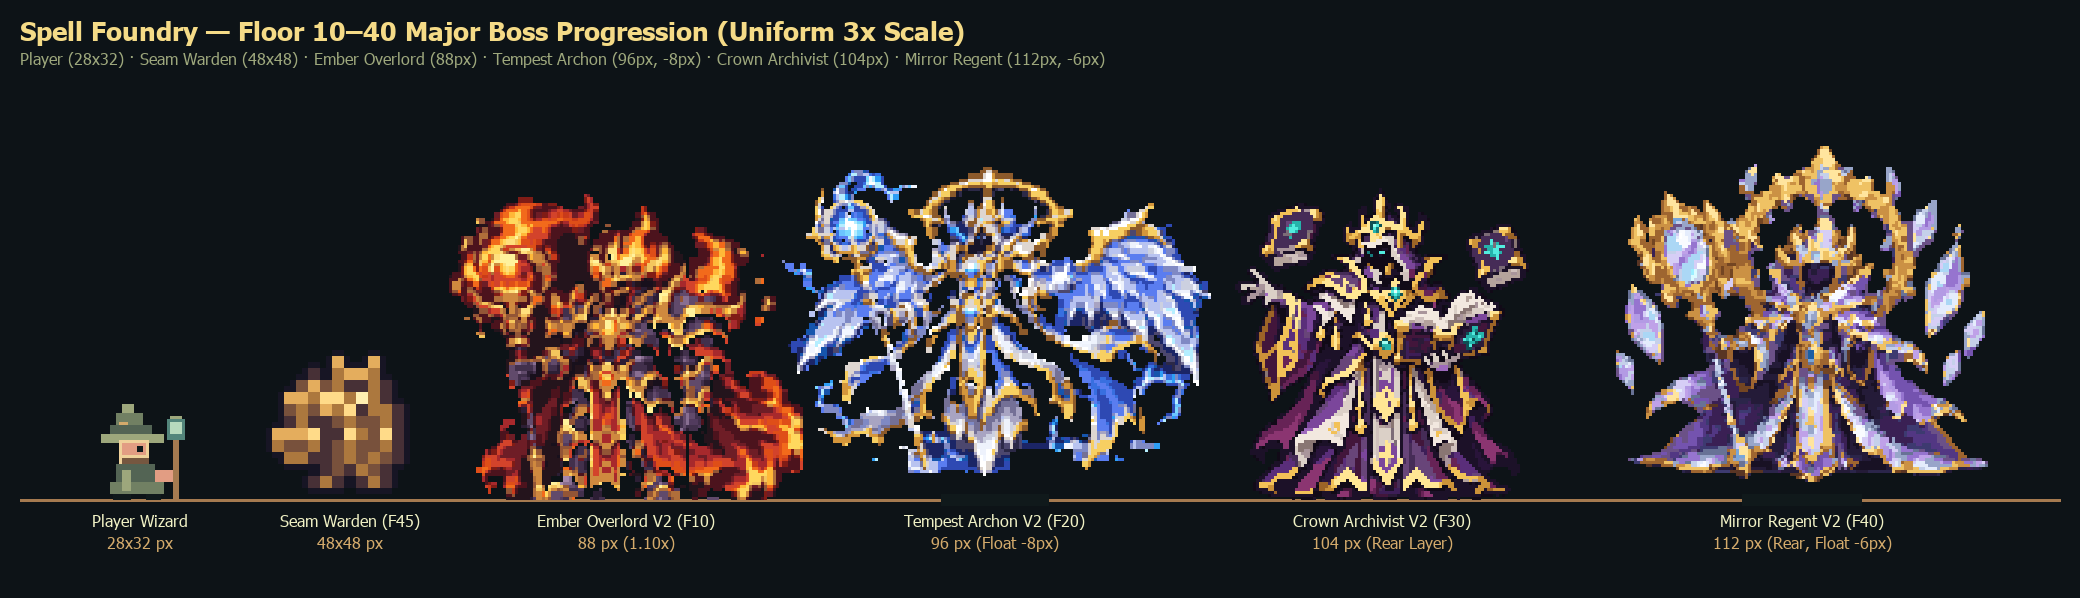 Spell Foundry — Floor 10–40 Major Boss Progression (Uniform 3x Scale)
Player (28x32) · Seam Warden (48x48) · Ember Overlord (88px) · Tempest Archon (96px, -8px) · Crown Archivist (104px) · Mirror Regent (112px, -6px)
Player Wizard
28x32 px
Seam Warden (F45)
48x48 px
Ember Overlord V2 (F10)
88 px (1.10x)
Tempest Archon V2 (F20)
96 px (Float -8px)
Crown Archivist V2 (F30)
104 px (Rear Layer)
Mirror Regent V2 (F40)
112 px (Rear, Float -6px)